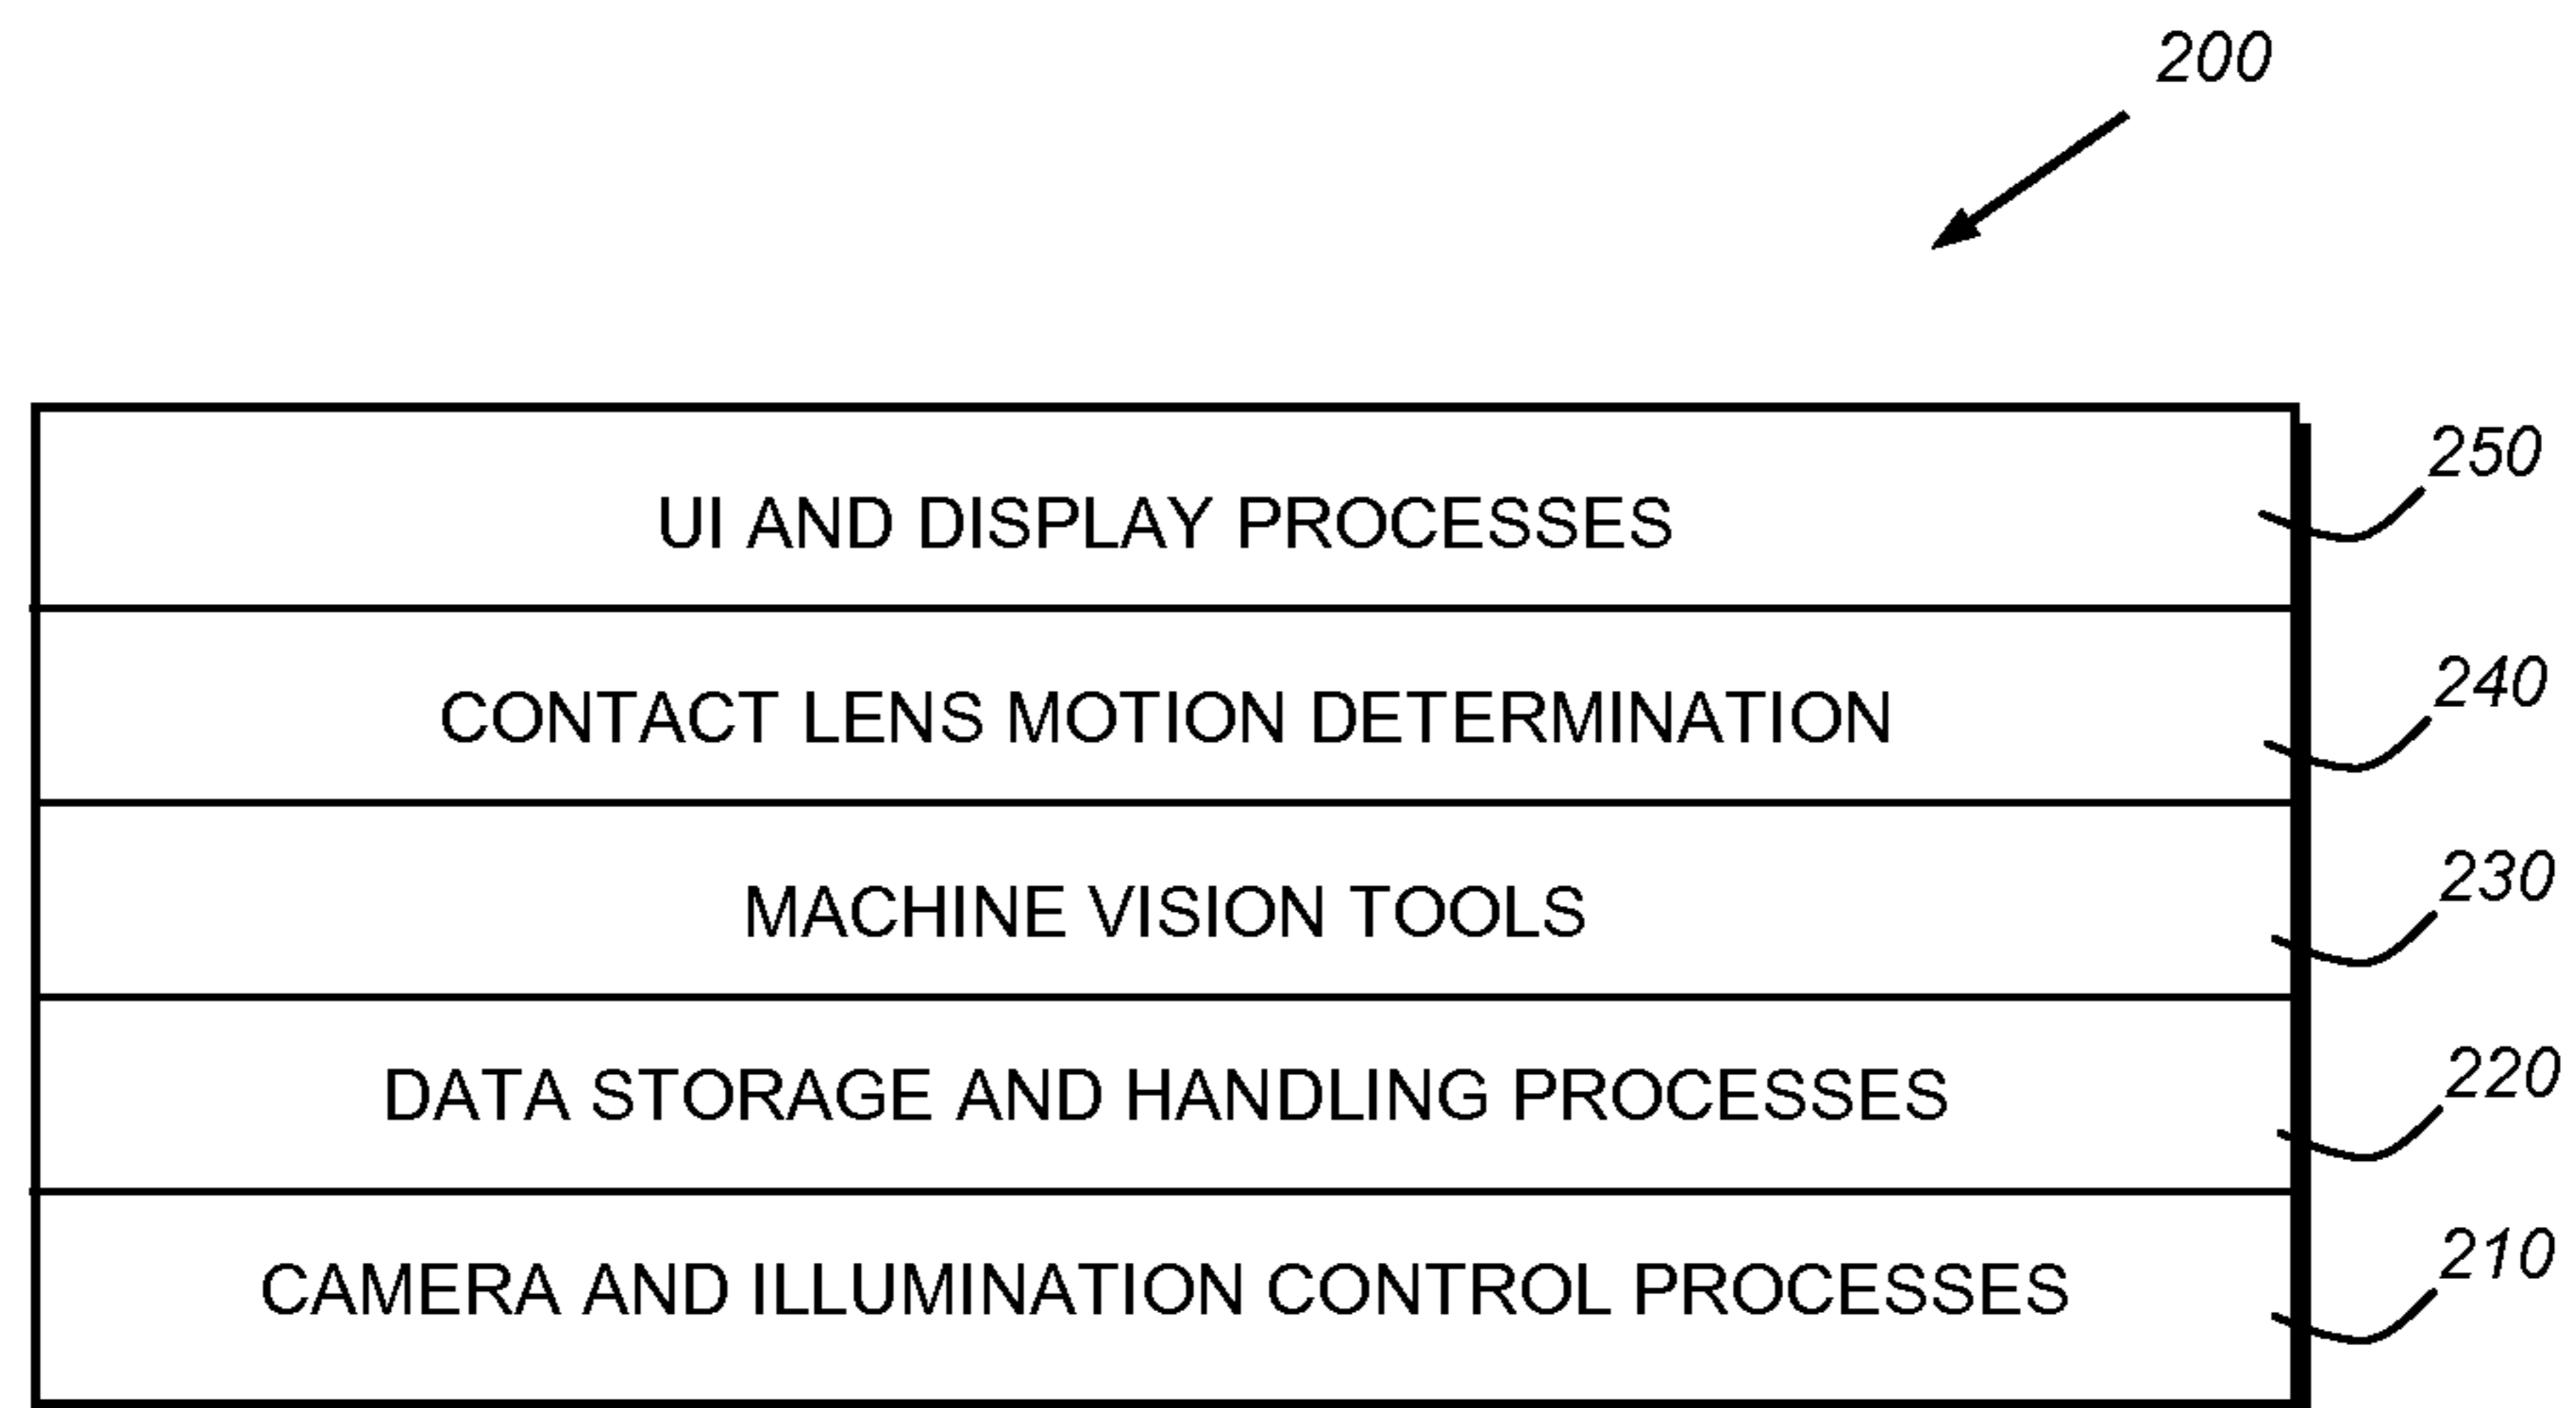 200
UI AND DISPLAY PROCESSES
250
CONTACT LENS MOTION DETERMINATION
240
MACHINE VISION TOOLS
230
DATA STORAGE AND HANDLING PROCESSES
220
CAMERA AND ILLUMINATION CONTROL PROCESSES
210